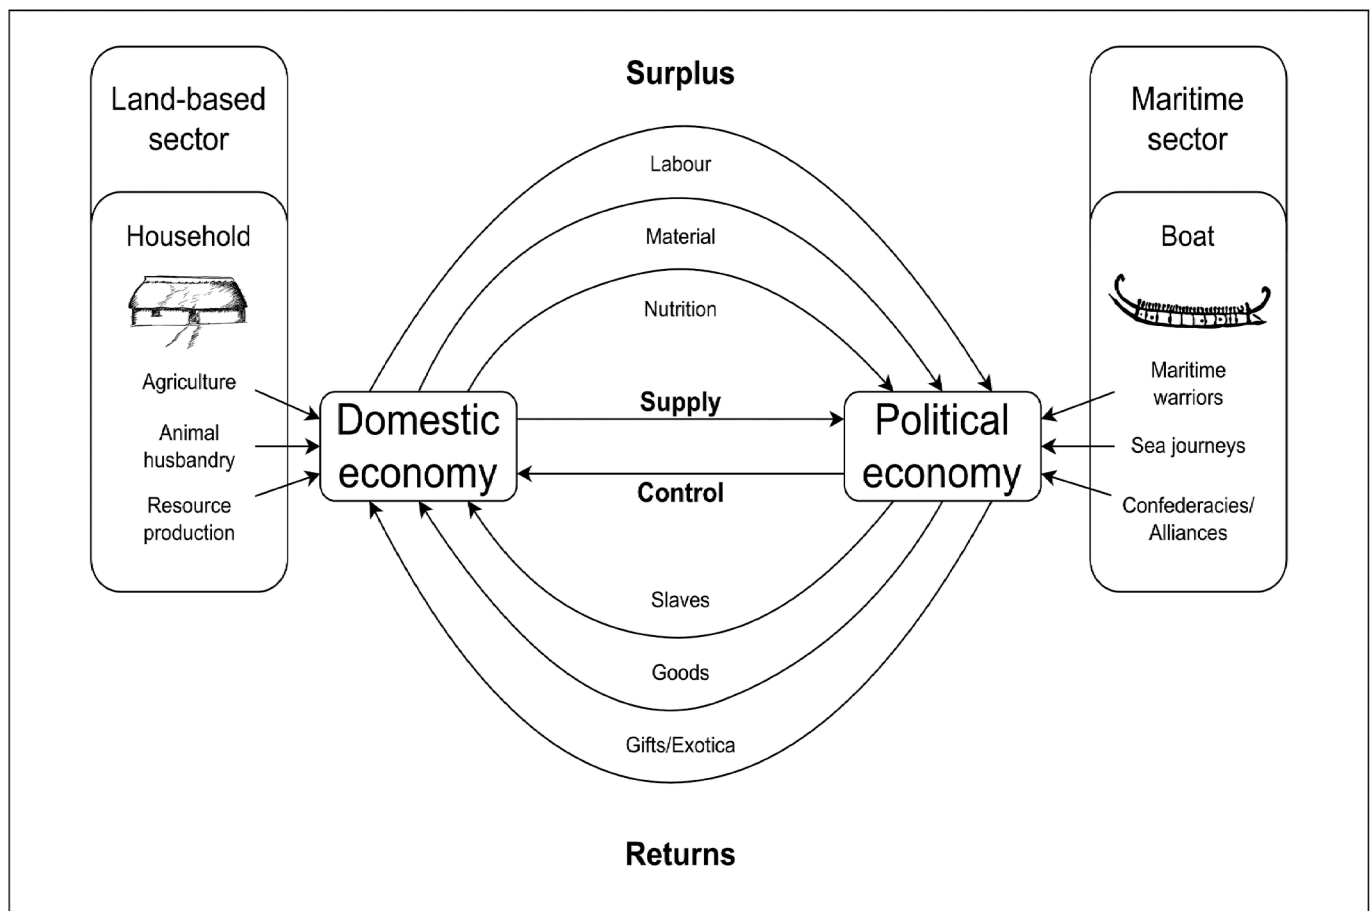 Land-based
sector
Household
Agriculture
Animal
husbandry
Resource
production
Surplus
Labour
Material
Nutrition
Domestic
economy
Supply
Control
Political
economy
Slaves
Goods
Gifts/Exotica
Returns
Maritime
sector
Boat
Maritime
warriors
Sea journeys
Confederacies/
Alliances